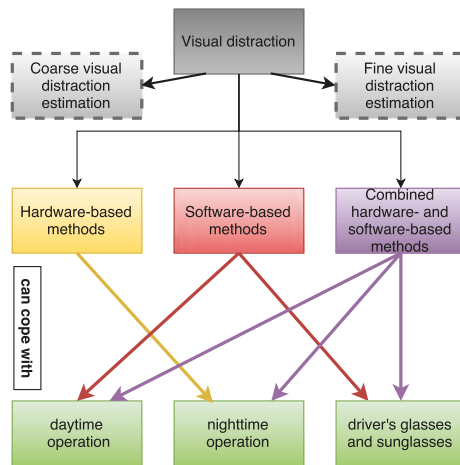 Visual distraction
Coarse visual
distraction
estimation
Fine visual
distraction
estimation
Hardware-based
methods
Software-based
methods
Combined
hardware- and
software-based
methods
can cope with
daytime
operation
nighttime
operation
driver's glasses
and sunglasses